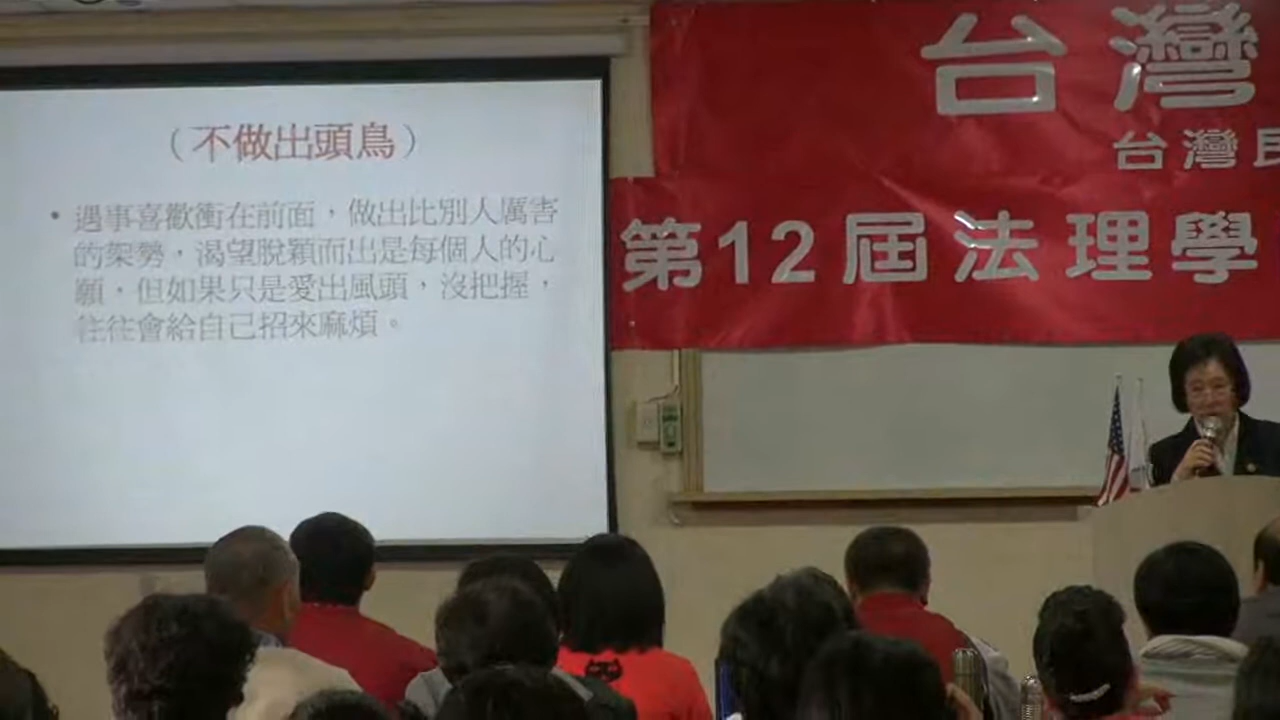 （不做出頭鳥）
• 遇事喜歡衝在前面，做出比別人厲害
的架勢，渴望脫穎而出是每個人的心
願，但如果只是愛出風頭，沒把握，
往往會給自己招來麻煩。
台灣
台灣民
第12屆法理學